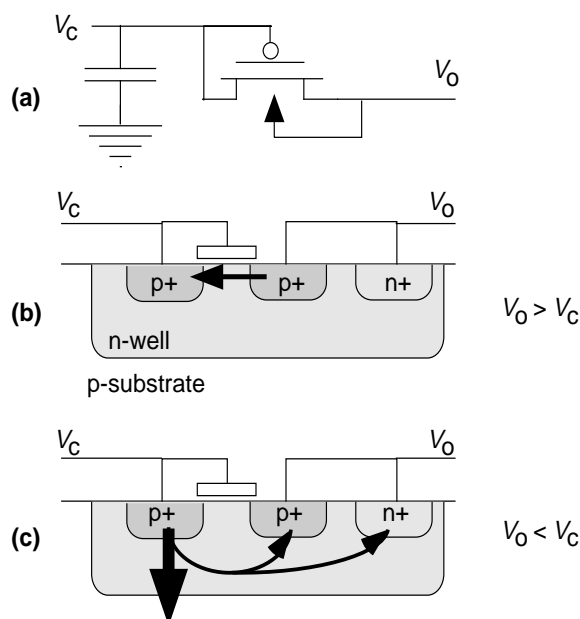 Vc
Vo
(a)
Vc
Vo
p+ p+ n+
(b)
Vo > Vc
n-well
p-substrate
Vc
Vo
p+ p+ n+
(c)
Vo < Vc